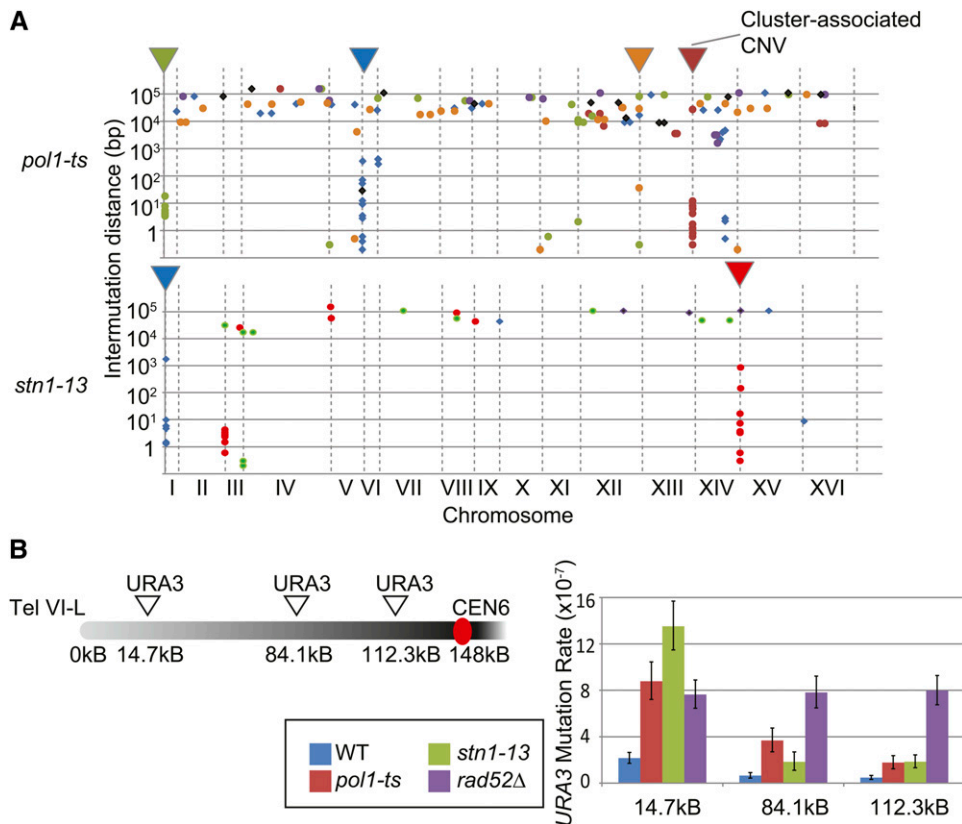 A
Cluster-associated
CNV
pol1-ts
Intermutation distance (bp)
10⁵
10⁴
10³
10²
10¹
1
stn1-13
10⁵
10⁴
10³
10²
10¹
1
I II III IV V VI VII VIII IX X XI XII XIII XIV XV XVI
Chromosome
B
URA3 URA3 URA3
Tel VI-L CEN6
0kB 14.7kB 84.1kB 112.3kB 148kB
WT stn1-13
pol1-ts rad52Δ
URA3 Mutation Rate (x10⁻⁷)
16
12
8
4
0
14.7kB 84.1kB 112.3kB